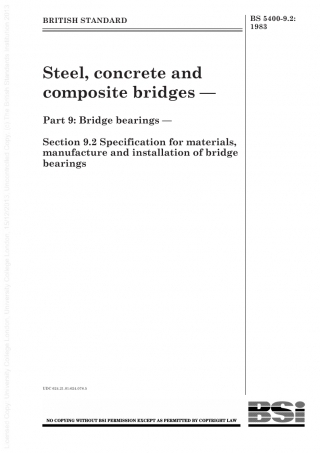 BRITISH STANDARD
BS 5400-9.2:
1983
Steel, concrete and
composite bridges —
Part 9: Bridge bearings —
Section 9.2 Specification for materials,
manufacture and installation of bridge
bearings
NO COPYING WITHOUT BSI PERMISSION EXCEPT AS PERMITTED BY COPYRIGHT LAW
BSi